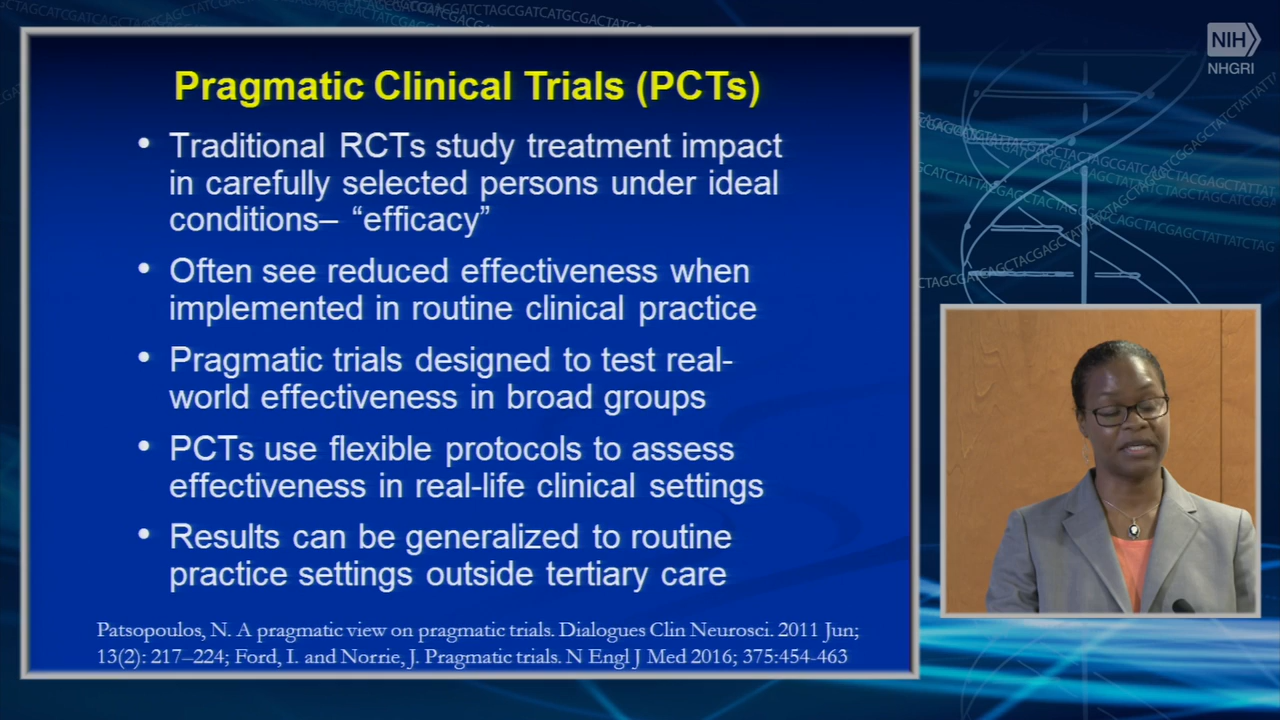 Pragmatic Clinical Trials (PCTs)
• Traditional RCTs study treatment impact
in carefully selected persons under ideal
conditions– “efficacy”
• Often see reduced effectiveness when
implemented in routine clinical practice
• Pragmatic trials designed to test real-
world effectiveness in broad groups
• PCTs use flexible protocols to assess
effectiveness in real-life clinical settings
• Results can be generalized to routine
practice settings outside tertiary care
Patsopoulos, N. A pragmatic view on pragmatic trials. Dialogues Clin Neurosci. 2011 Jun;
13(2): 217–224; Ford, I. and Norrie, J. Pragmatic trials. N Engl J Med 2016; 375:454-463
NIH
NHGRI